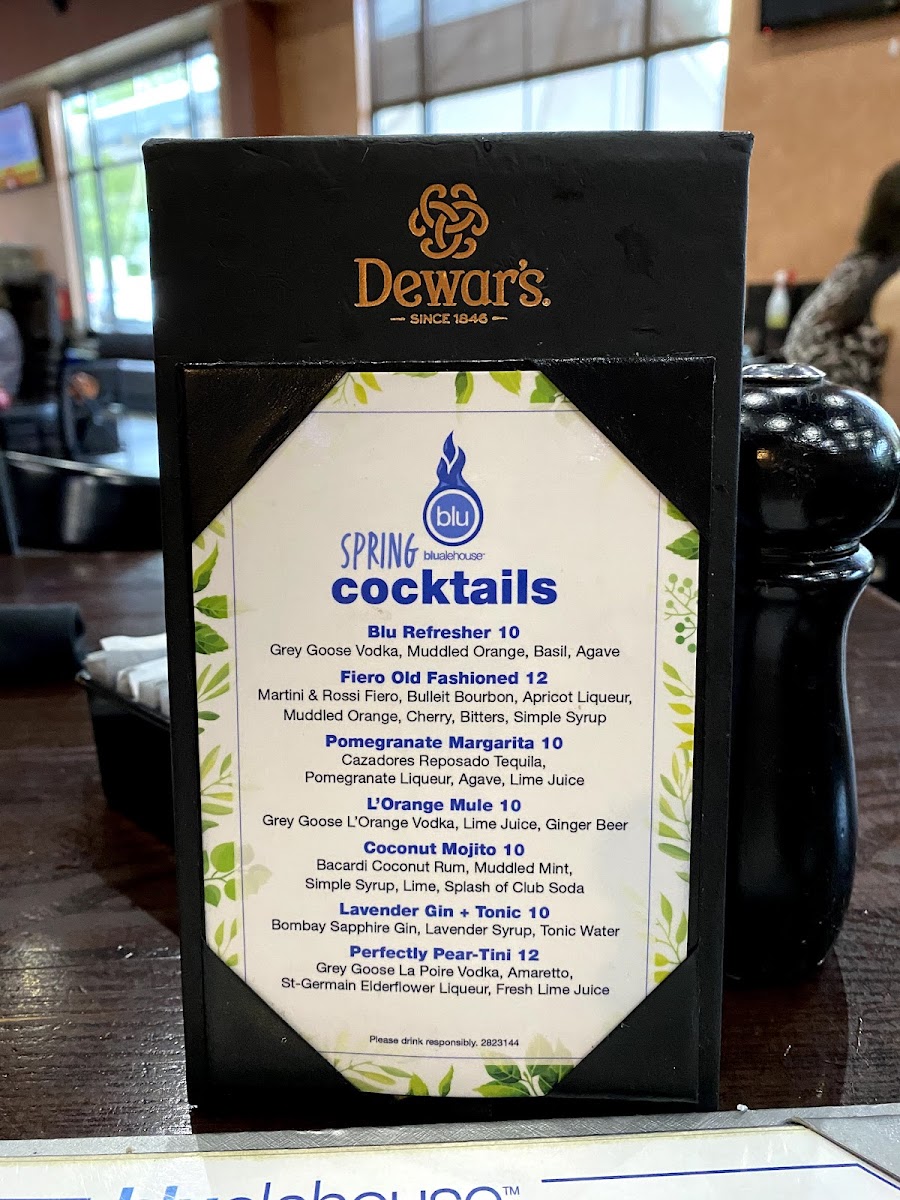 Dewar's®
SINCE 1846
blu
blualehouse
SPRING
cocktails
Blu Refresher 10
Grey Goose Vodka, Muddled Orange, Basil, Agave
Fiero Old Fashioned 12
Martini & Rossi Fiero, Bulleit Bourbon, Apricot Liqueur,
Muddled Orange, Cherry, Bitters, Simple Syrup
Pomegranate Margarita 10
Cazadores Reposado Tequila,
Pomegranate Liqueur, Agave, Lime Juice
L'Orange Mule 10
Grey Goose L'Orange Vodka, Lime Juice, Ginger Beer
Coconut Mojito 10
Bacardi Coconut Rum, Muddled Mint,
Simple Syrup, Lime, Splash of Club Soda
Lavender Gin + Tonic 10
Bombay Sapphire Gin, Lavender Syrup, Tonic Water
Perfectly Pear-Tini 12
Grey Goose La Poire Vodka, Amaretto,
St-Germain Elderflower Liqueur, Fresh Lime Juice
Please drink responsibly. 2823144
blualehouse™